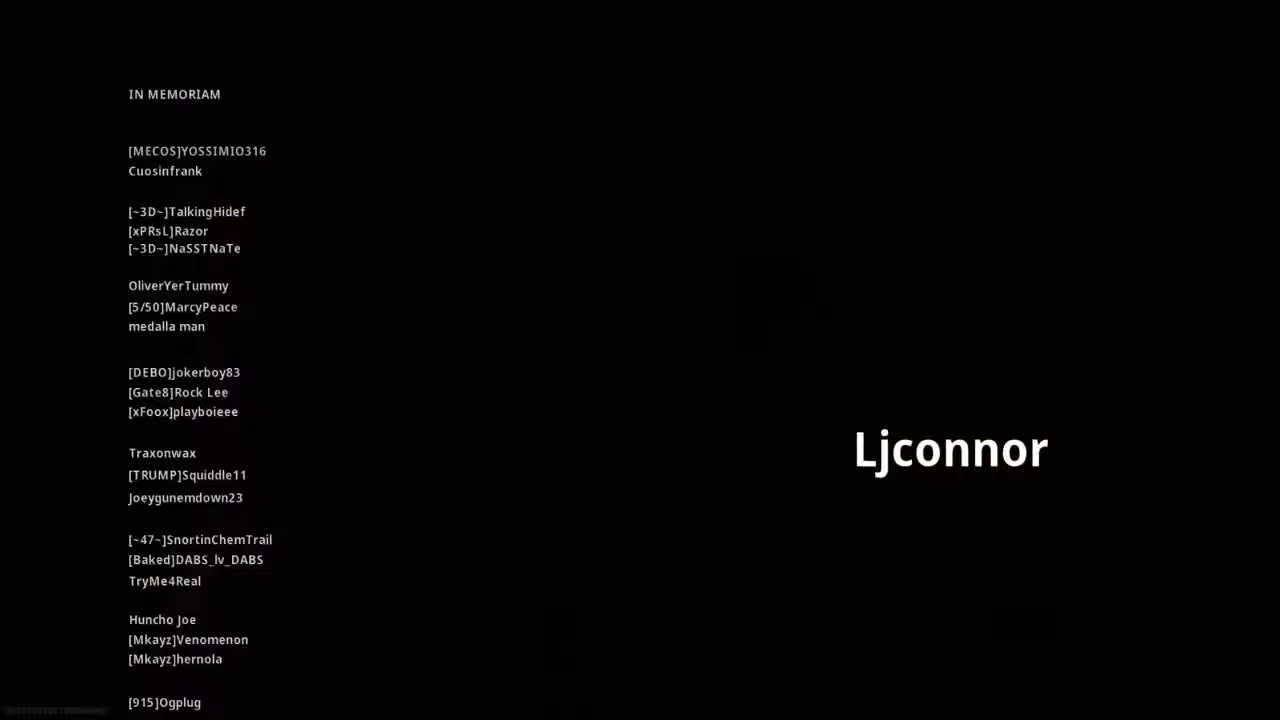 IN MEMORIAM
[MECOS]YOSSIMIO316
Cuosinfrank
[~3D~]TalkingHidef
[xPRsL]Razor
[~3D~]NaSSTNaTe
OliverYerTummy
[5/50]MarcyPeace
medalla man
[DEBO]jokerboy83
[Gate8]Rock Lee
[xFoox]playboieee
Traxonwax
[TRUMP]Squiddle11
Joeygunemdown23
[~47~]SnortinChemTrail
[Baked]DABS_lv_DABS
TryMe4Real
Huncho Joe
[Mkayz]Venomenon
[Mkayz]hernola
[915]Ogplug
Ljconnor